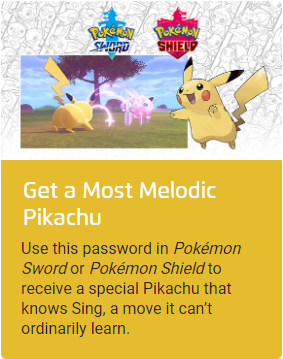 POKÉMON POKÉMON
SWORD SHIELD
Get a Most Melodic
Pikachu
Use this password in Pokémon
Sword or Pokémon Shield to
receive a special Pikachu that
knows Sing, a move it can't
ordinarily learn.